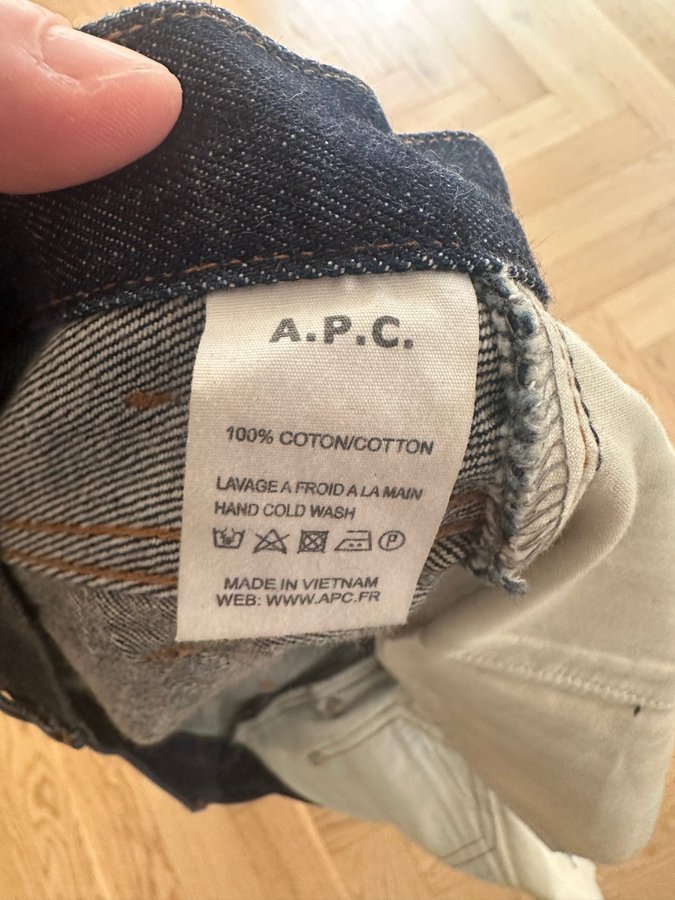 A.P.C.
100% COTON/COTTON
LAVAGE A FROID A LA MAIN
HAND COLD WASH
P
MADE IN VIETNAM
WEB: WWW.APC.FR